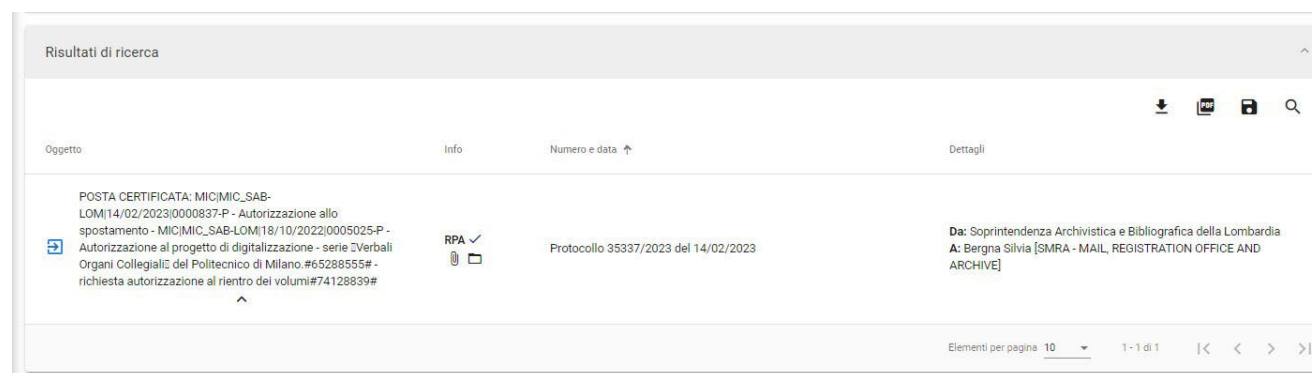 Risultati di ricerca
PDF
Oggetto
Info
Numero e data
Dettagli
POSTA CERTIFICATA: MIC|MIC_SAB-
LOM|14/02/2023|0000837-P - Autorizzazione allo
spostamento - MIC|MIC_SAB-LOM|18/10/2022|0005025-P -
Autorizzazione al progetto di digitalizzazione - serie Verbali
Organi Collegiali del Politecnico di Milano.#65288555# -
richiesta autorizzazione al rientro dei volumi#74128839#
RPA
Protocollo 35337/2023 del 14/02/2023
Da: Soprintendenza Archivistica e Bibliografica della Lombardia
A: Bergna Silvia [SMRA - MAIL, REGISTRATION OFFICE AND
ARCHIVE]
Elementi per pagina 10
1 - 1 di 1